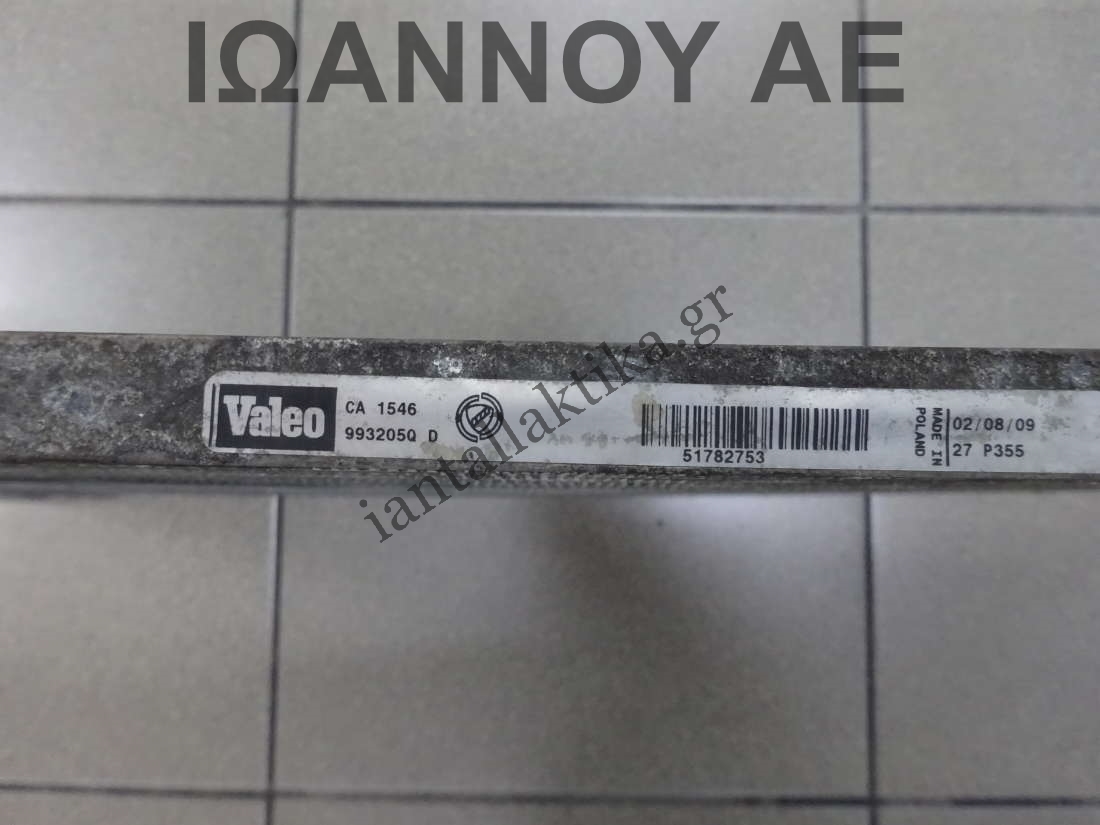 ΙΩΑΝΝΟΥ ΑΕ
iantallaktika.gr
Valeo
CA 1546
993205Q D
51782753
MADE IN
POLAND
02/08/09
27 P355